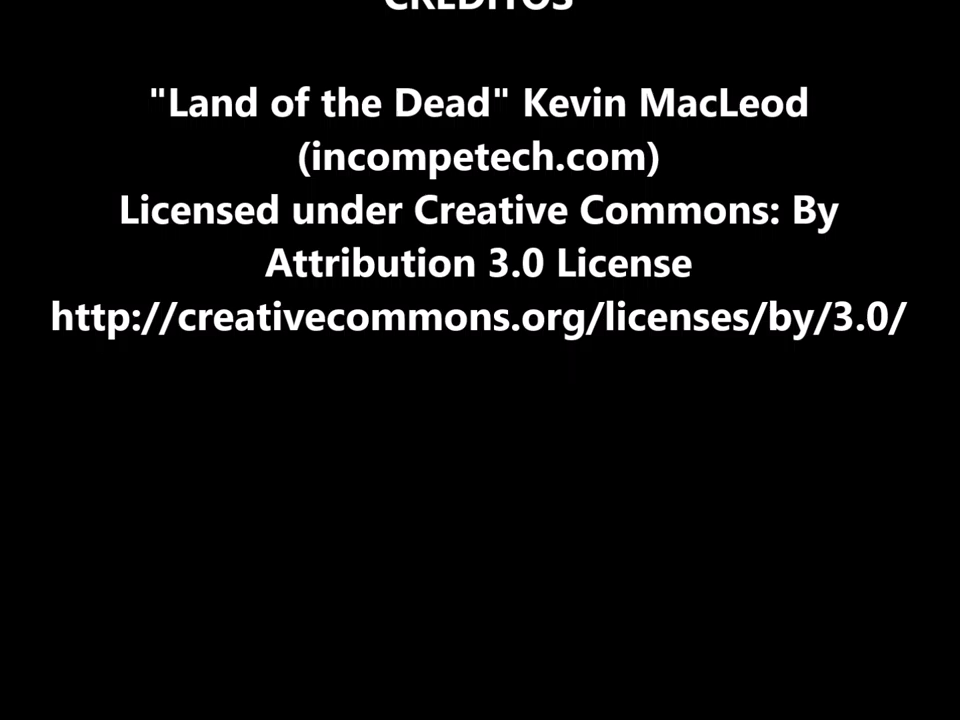 CREDITOS
"Land of the Dead" Kevin MacLeod
(incompetech.com)
Licensed under Creative Commons: By
Attribution 3.0 License
http://creativecommons.org/licenses/by/3.0/